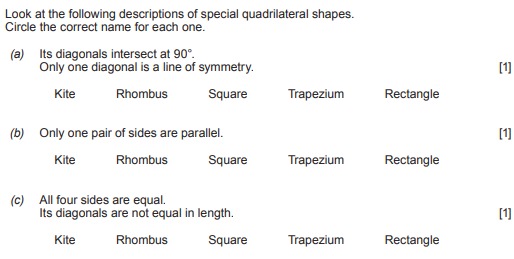 Look at the following descriptions of special quadrilateral shapes.
Circle the correct name for each one.
(a) Its diagonals intersect at 90°.
Only one diagonal is a line of symmetry. [1]
Kite Rhombus Square Trapezium Rectangle
(b) Only one pair of sides are parallel. [1]
Kite Rhombus Square Trapezium Rectangle
(c) All four sides are equal.
Its diagonals are not equal in length. [1]
Kite Rhombus Square Trapezium Rectangle